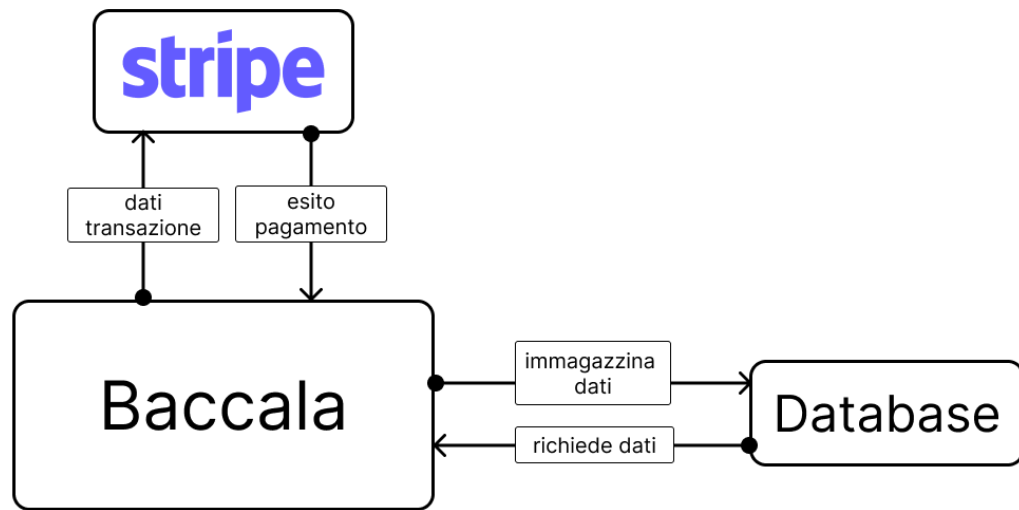 stripe
dati
transazione
esito
pagamento
Baccala
immagazzina
dati
richiede dati
Database